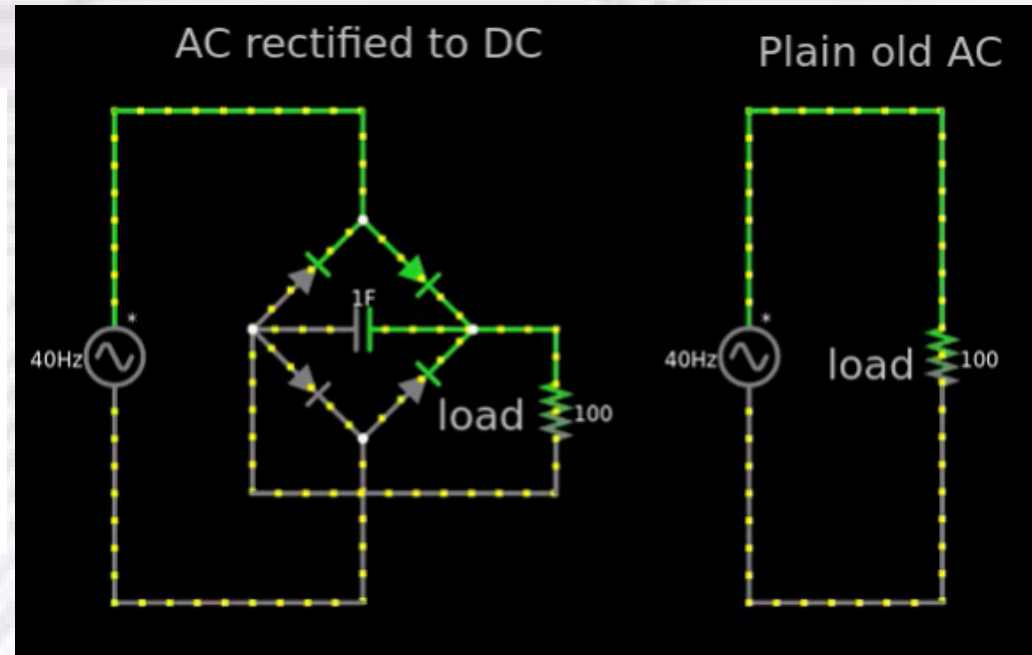 AC rectified to DC
Plain old AC
*
1F
40Hz
load
100
*
40Hz
load
100